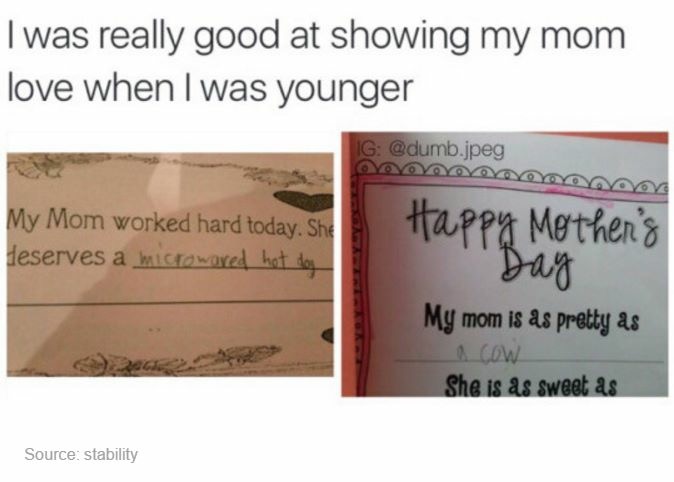 I was really good at showing my mom
love when I was younger
My Mom worked hard today. She
deserves a microwaved hot dog
IG: @dumb.jpeg
Happy Mother's
Day
My mom is as pretty as
a cow
She is as sweet as
Source: stability